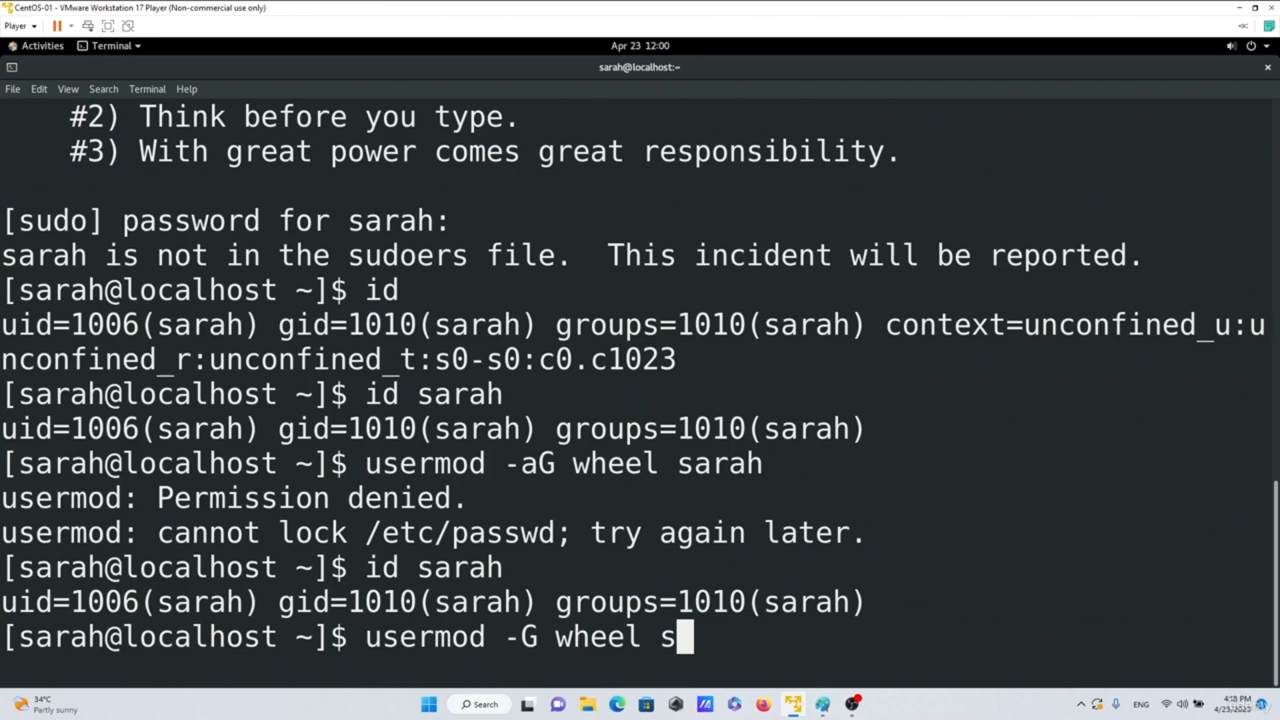 CentOS-01 - VMware Workstation 17 Player (Non-commercial use only)
Player
Activities Terminal Apr 23 12:00
sarah@localhost:~
File Edit View Search Terminal Help
#2) Think before you type.
#3) With great power comes great responsibility.
[sudo] password for sarah:
sarah is not in the sudoers file.  This incident will be reported.
[sarah@localhost ~]$ id
uid=1006(sarah) gid=1010(sarah) groups=1010(sarah) context=unconfined_u:u
nconfined_r:unconfined_t:s0-s0:c0.c1023
[sarah@localhost ~]$ id sarah
uid=1006(sarah) gid=1010(sarah) groups=1010(sarah)
[sarah@localhost ~]$ usermod -aG wheel sarah
usermod: Permission denied.
usermod: cannot lock /etc/passwd; try again later.
[sarah@localhost ~]$ id sarah
uid=1006(sarah) gid=1010(sarah) groups=1010(sarah)
[sarah@localhost ~]$ usermod -G wheel s
34°C
Partly sunny
Search
ENG
4:13 PM